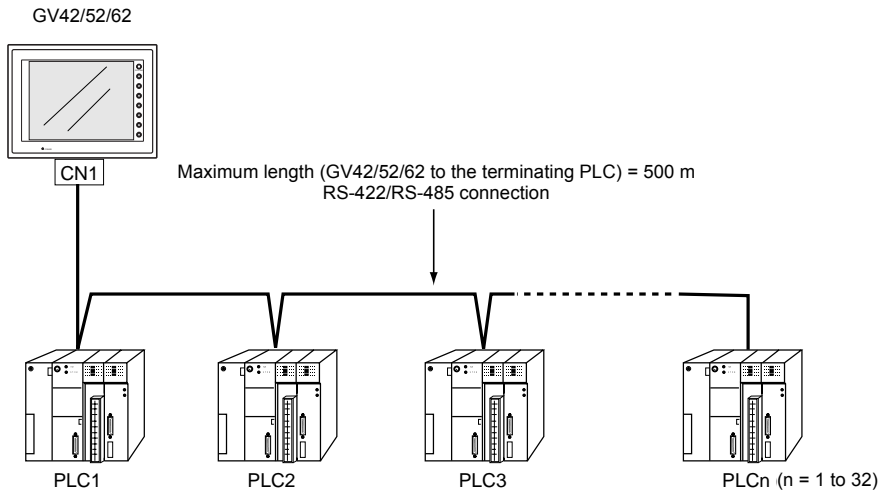 GV42/52/62
CN1
Maximum length (GV42/52/62 to the terminating PLC) = 500 m
RS-422/RS-485 connection
PLC1
PLC2
PLC3
PLCn (n = 1 to 32)